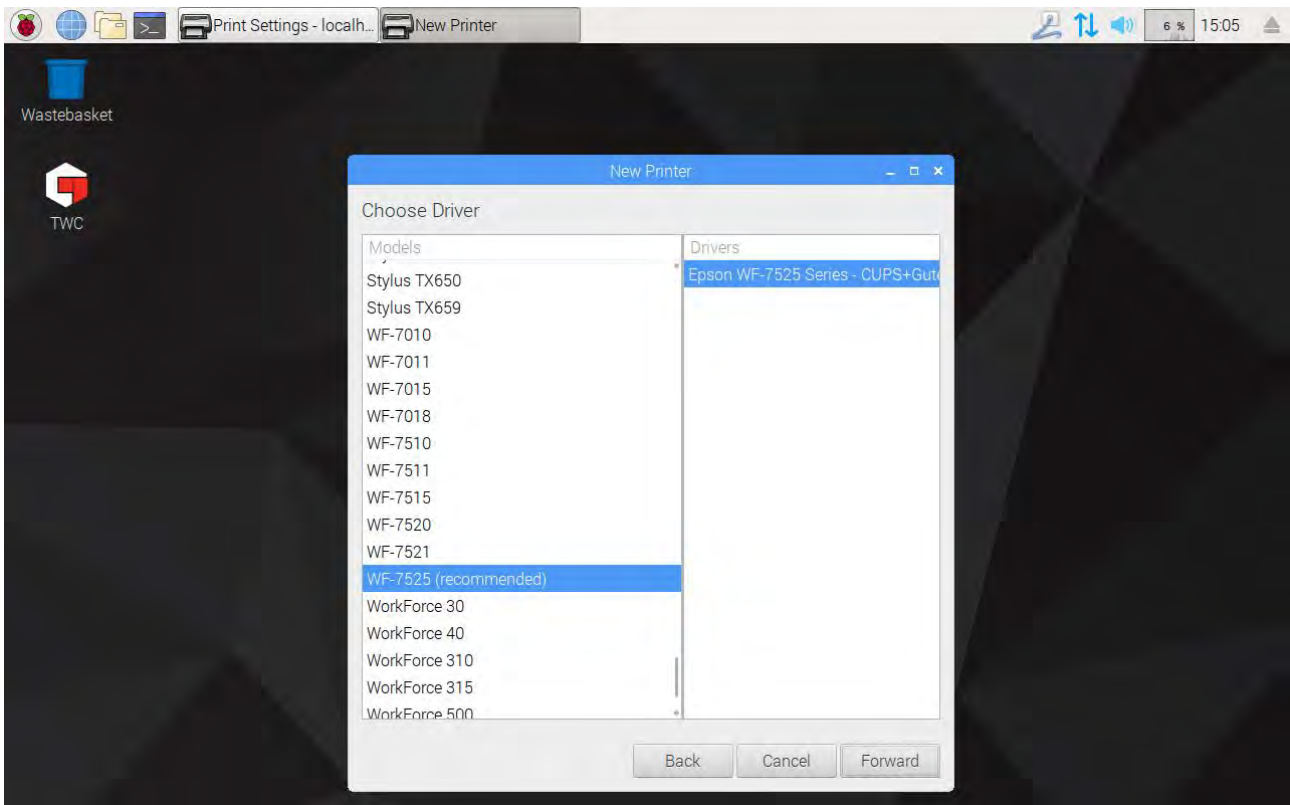 Print Settings - localh...
New Printer
6 %
15:05
Wastebasket
TWC
New Printer
Choose Driver
Models
Drivers
Stylus TX650
Epson WF-7525 Series - CUPS+Gute
Stylus TX659
WF-7010
WF-7011
WF-7015
WF-7018
WF-7510
WF-7511
WF-7515
WF-7520
WF-7521
WF-7525 (recommended)
WorkForce 30
WorkForce 40
WorkForce 310
WorkForce 315
WorkForce 500
Back
Cancel
Forward